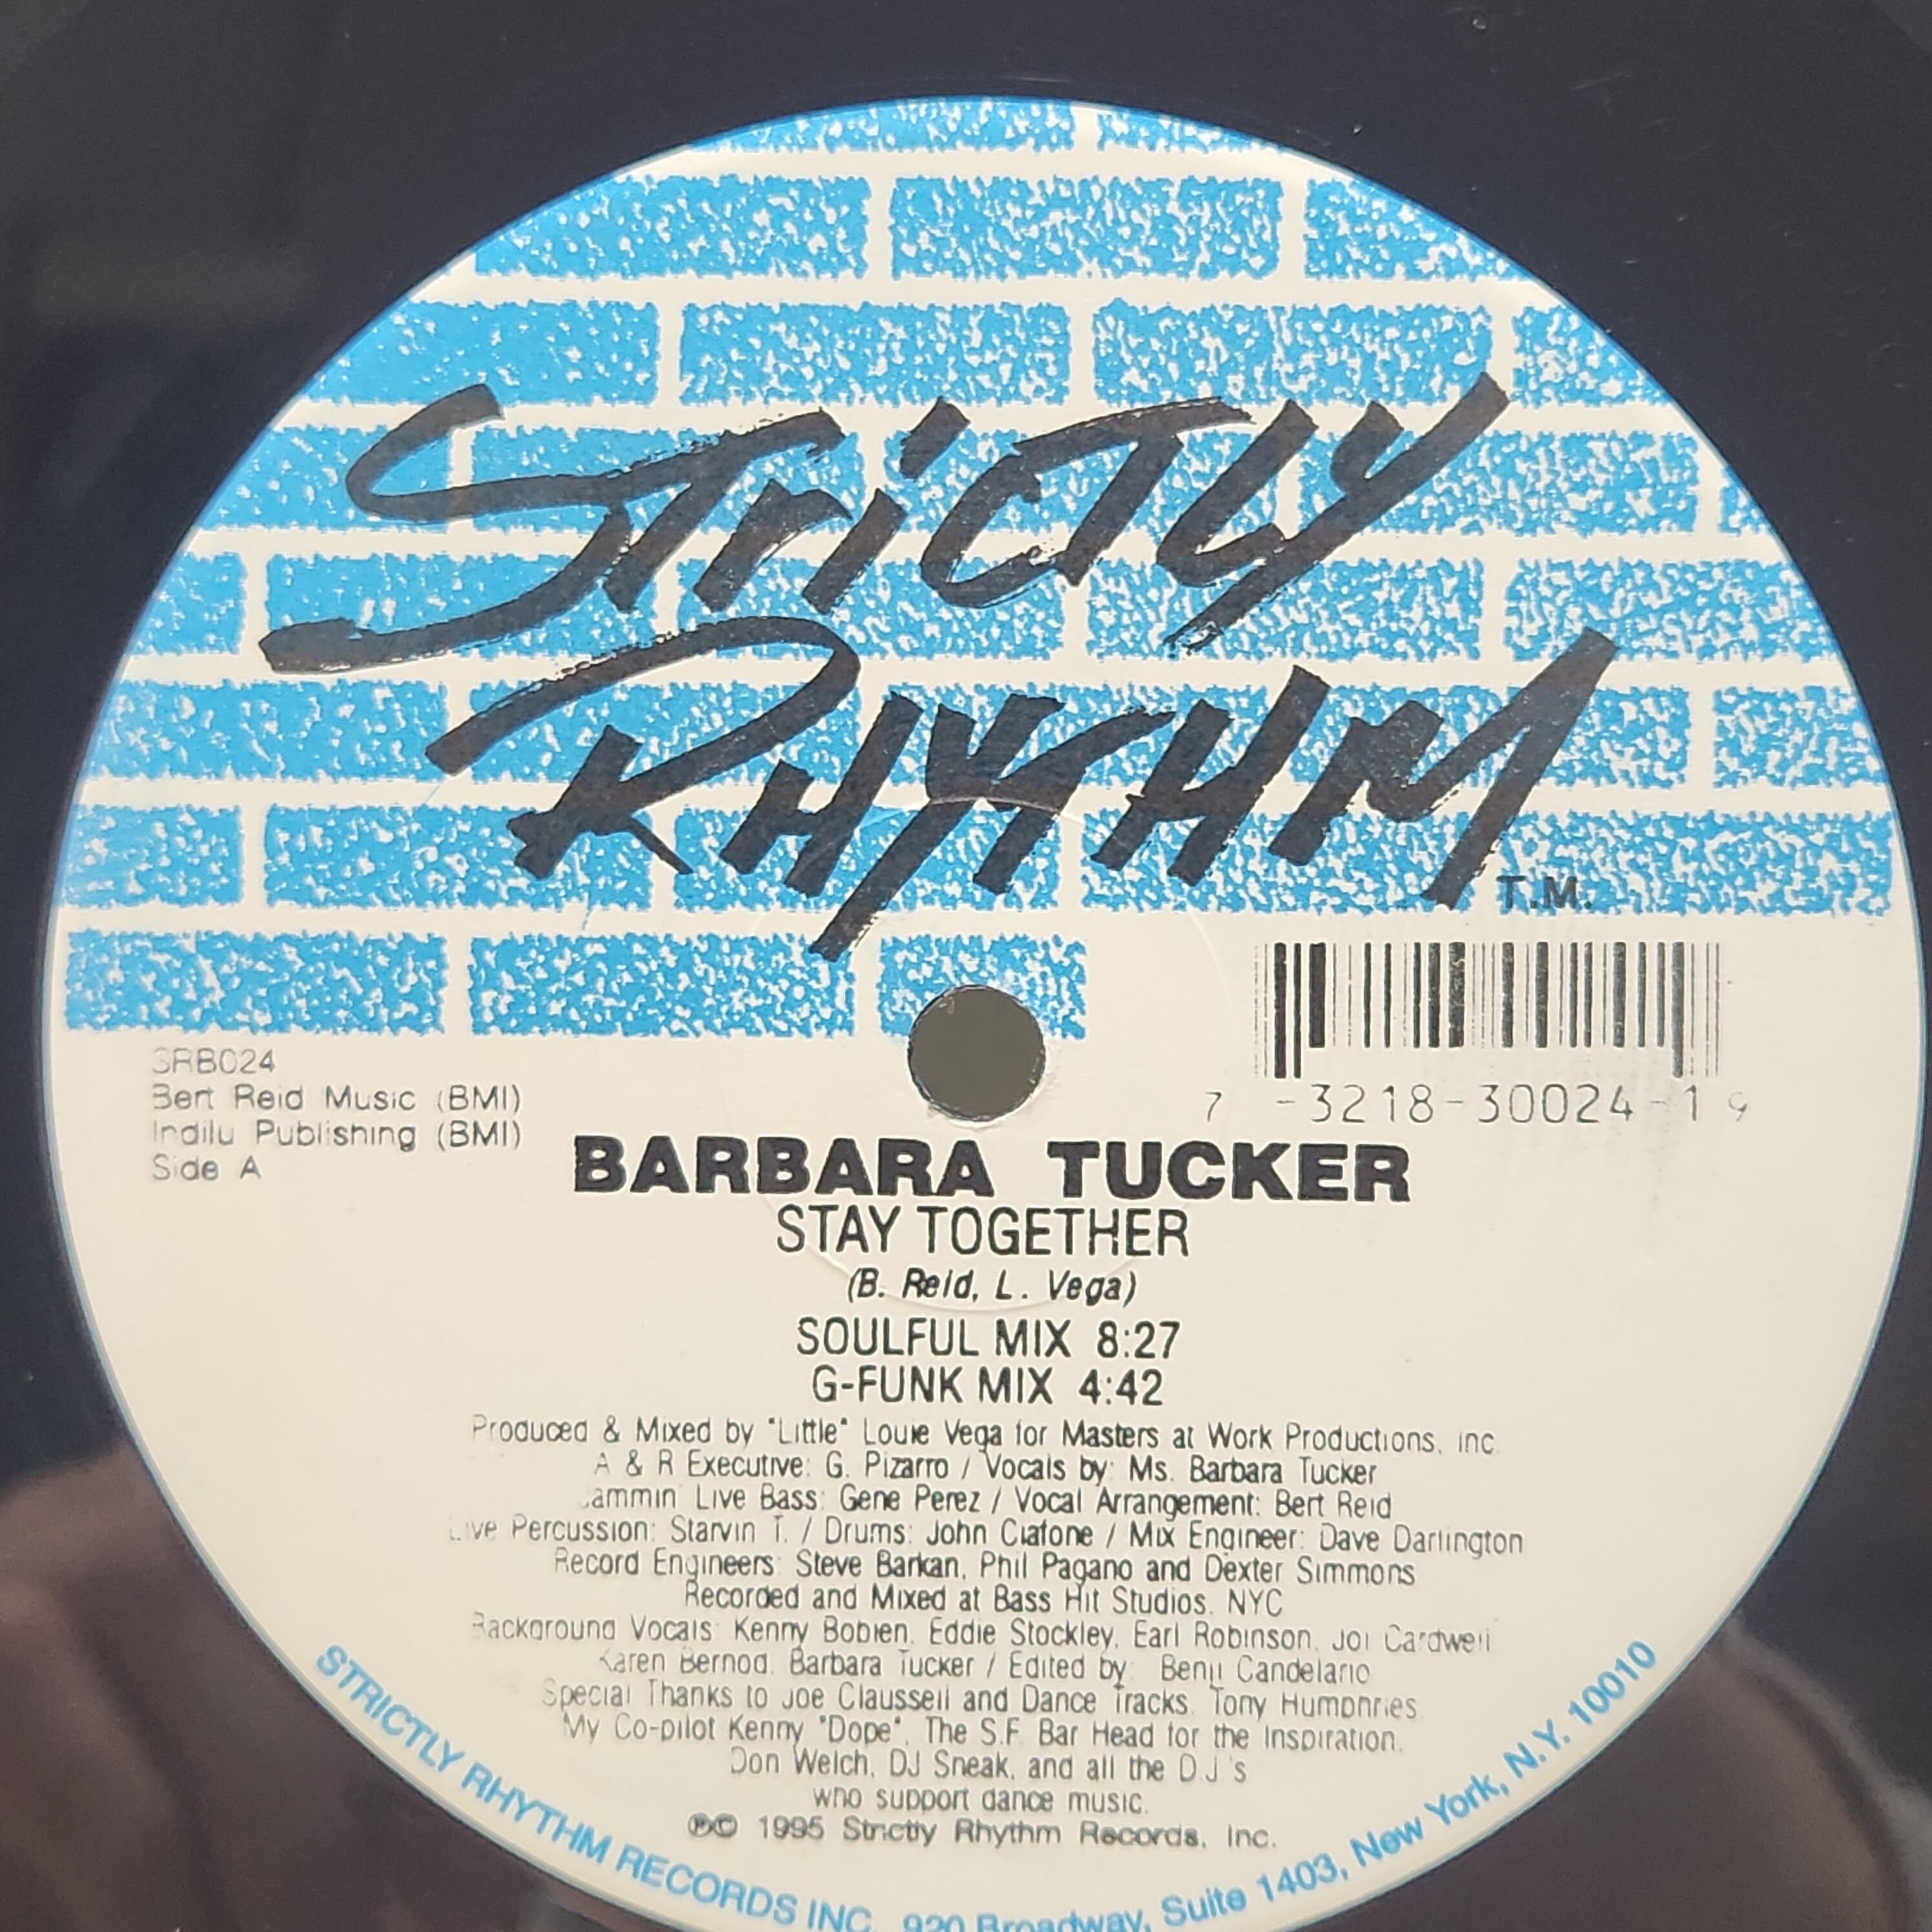 STRICTLY
RHYTHM
T.M.
SRB024
Bert Reid Music (BMI)
Indilu Publishing (BMI)
Side A
7 -3218-30024-1 9
BARBARA TUCKER
STAY TOGETHER
(B. Reid, L. Vega)
SOULFUL MIX 8:27
G-FUNK MIX 4:42
Produced & Mixed by "Little" Louie Vega for Masters at Work Productions, Inc.
A & R Executive: G. Pizarro / Vocals by: Ms. Barbara Tucker
Jammin' Live Bass: Gene Perez / Vocal Arrangement: Bert Reid
Live Percussion: Starvin T. / Drums: John Ciafone / Mix Engineer: Dave Darlington
Record Engineers: Steve Barkan, Phil Pagano and Dexter Simmons
Recorded and Mixed at Bass Hit Studios, NYC
Background Vocals: Kenny Bobien, Eddie Stockley, Earl Robinson, Joi Cardwell
Karen Bernod, Barbara Tucker / Edited by: Benji Candelario
Special Thanks to Joe Claussell and Dance Tracks, Tony Humphries,
My Co-pilot Kenny "Dope", The S.F. Bar Head for the Inspiration,
Don Welch, DJ Sneak, and all the D.J.'s
who support dance music.
℗© 1995 Strictly Rhythm Records, Inc.
STRICTLY RHYTHM RECORDS INC., 920 Broadway, Suite 1403, New York, N.Y. 10010